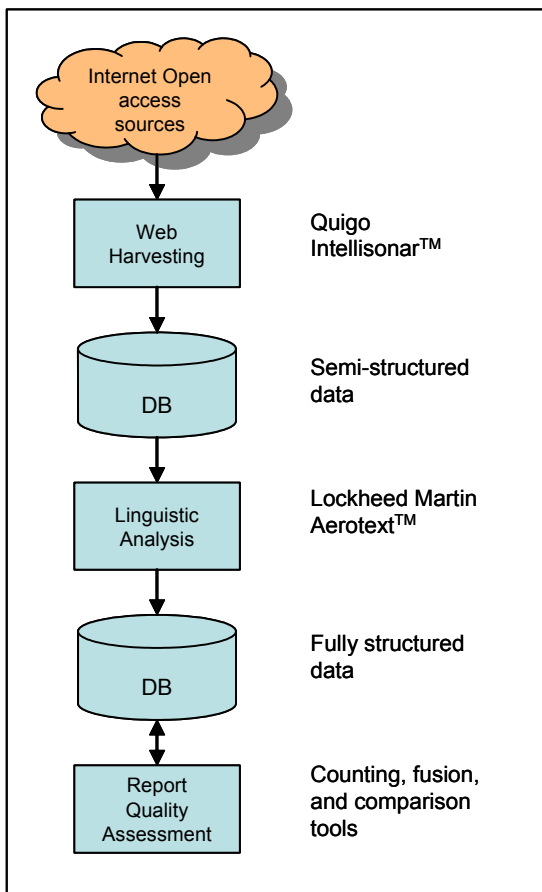 Internet Open
access
sources
Web
Harvesting
Quigo
Intellisonar™
DB
Semi-structured
data
Linguistic
Analysis
Lockheed Martin
Aerotext™
DB
Fully structured
data
Report
Quality
Assessment
Counting, fusion,
and comparison
tools